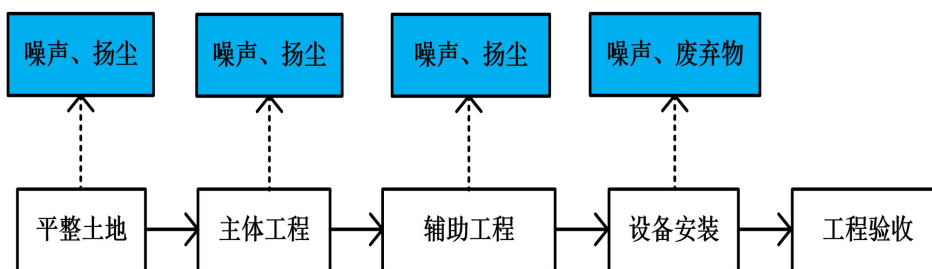 噪声、扬尘
噪声、扬尘
噪声、扬尘
噪声、废弃物
平整土地
主体工程
辅助工程
设备安装
工程验收